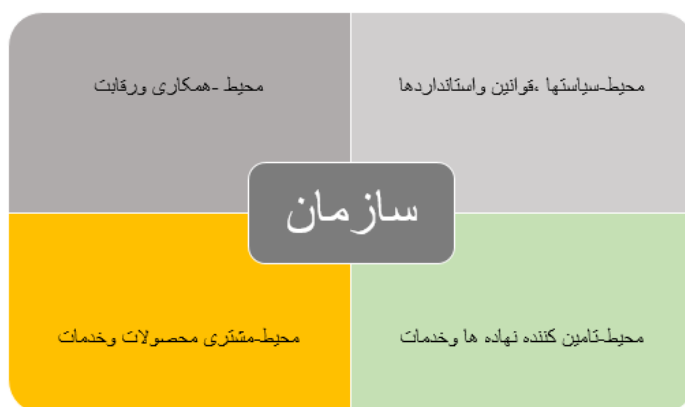 محیط-سیاستها ،قوانین واستانداردها
محیط -همکاری ورقابت
سازمان
محیط-تامین کننده نهاده ها وخدمات
محیط-مشتری محصولات وخدمات